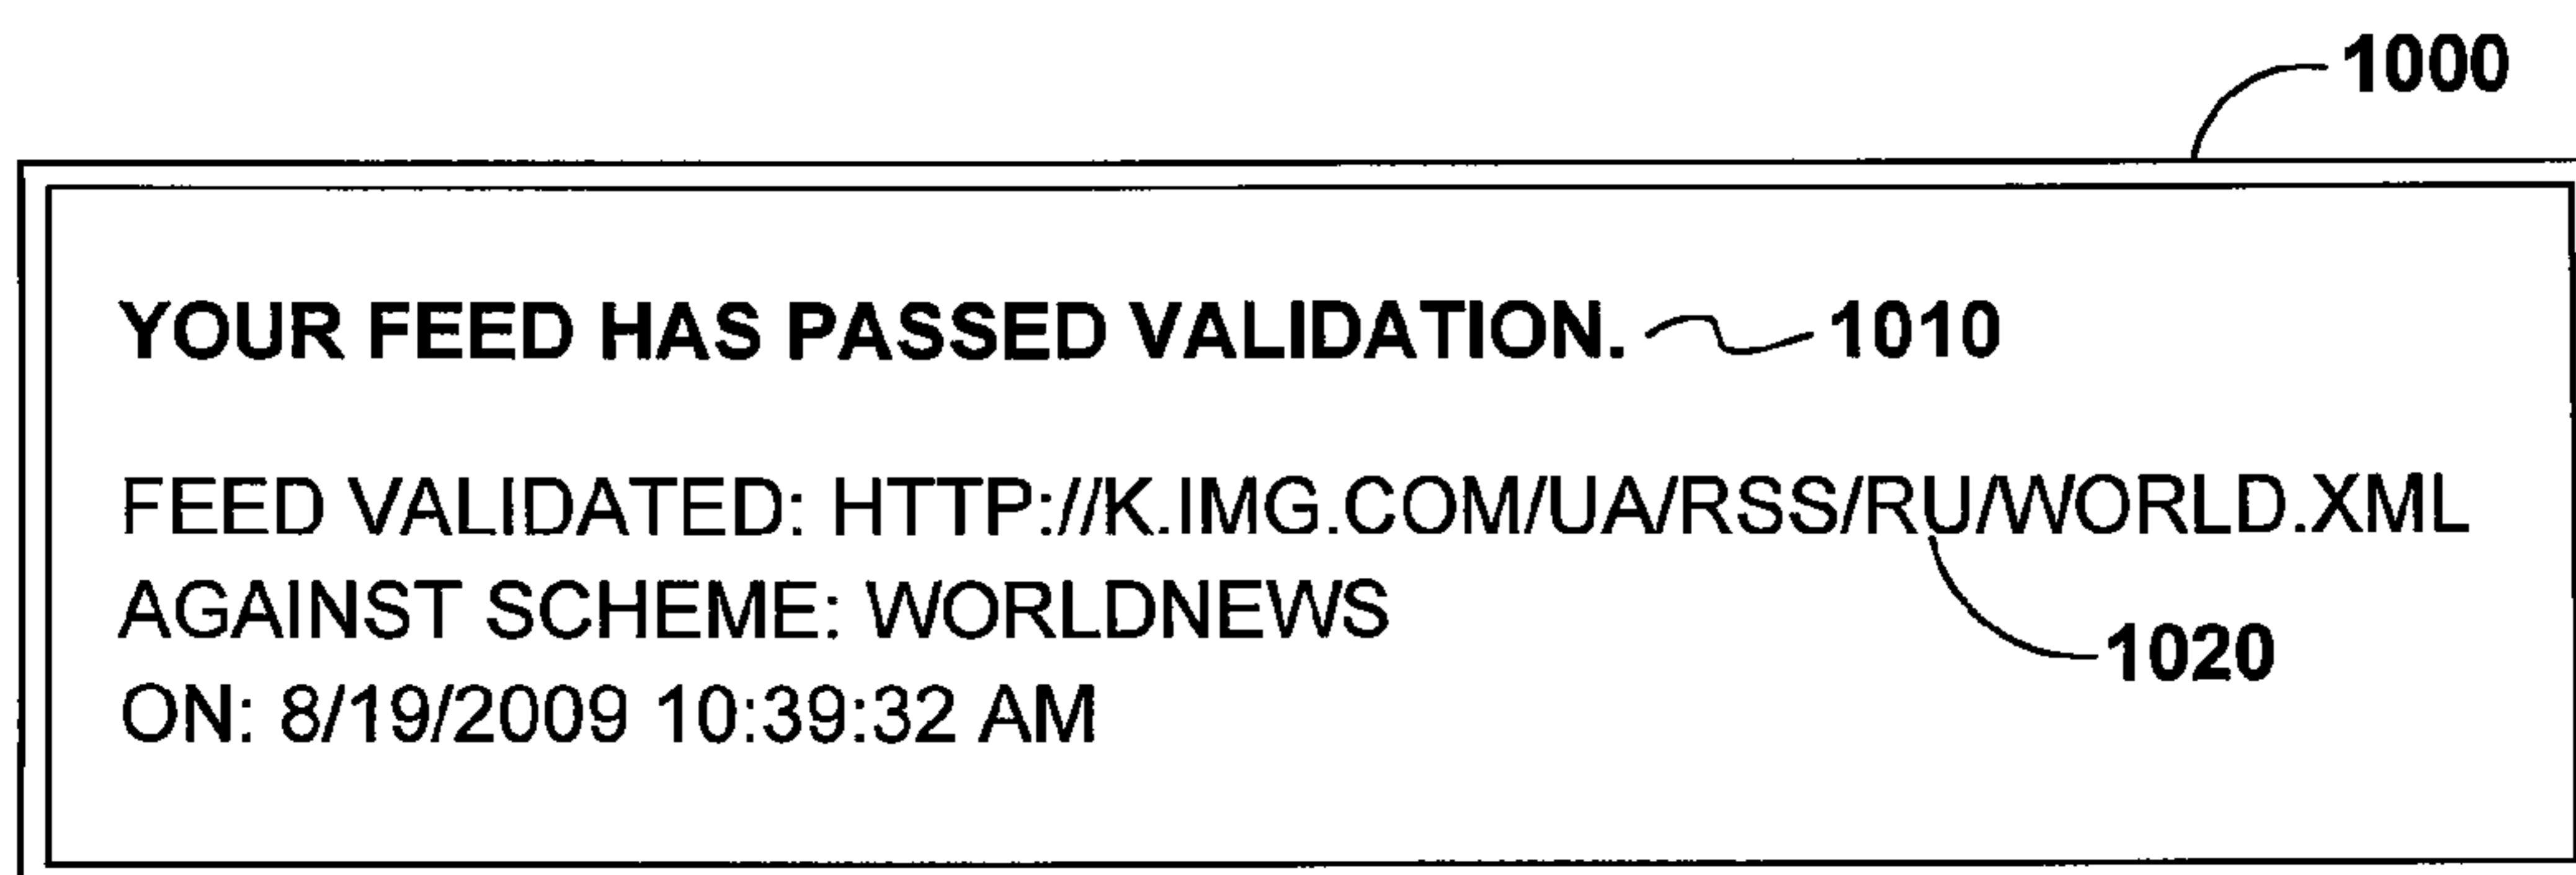 1000
YOUR FEED HAS PASSED VALIDATION. 1010
FEED VALIDATED: HTTP://K.IMG.COM/UA/RSS/RU/WORLD.XML
AGAINST SCHEME: WORLDNEWS
1020
ON: 8/19/2009 10:39:32 AM